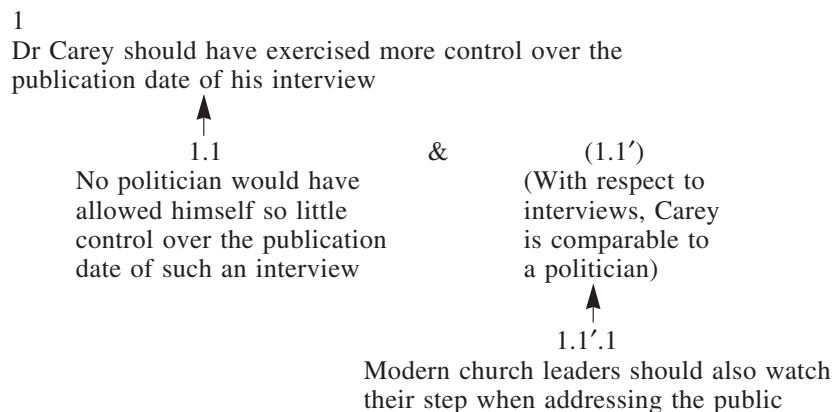 1
Dr Carey should have exercised more control over the
publication date of his interview
1.1 & (1.1′)
No politician would have
allowed himself so little
control over the publication
date of such an interview
(With respect to
interviews, Carey
is comparable to
a politician)
1.1′.1
Modern church leaders should also watch
their step when addressing the public